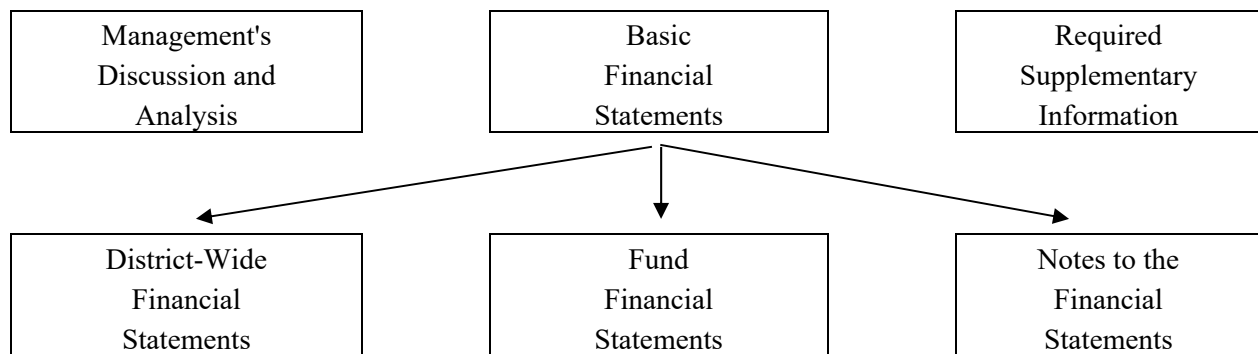 Management's
Discussion and
Analysis
Basic
Financial
Statements
Required
Supplementary
Information
District-Wide
Financial
Statements
Fund
Financial
Statements
Notes to the
Financial
Statements